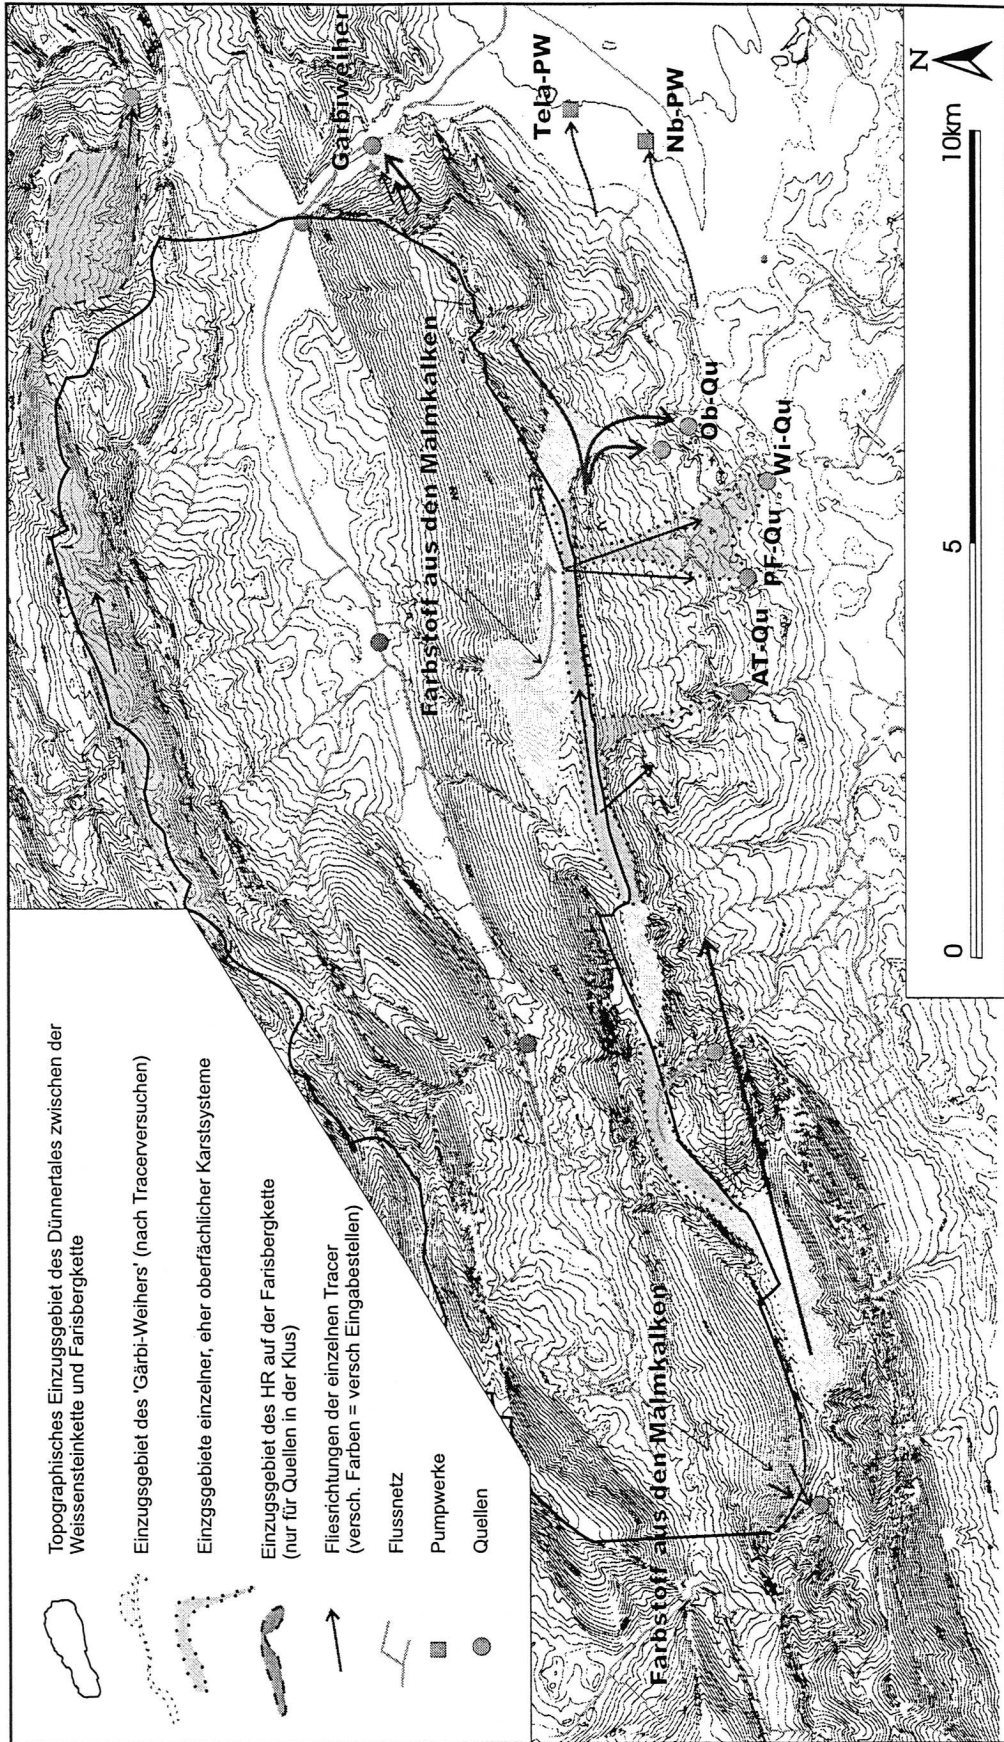 Topographisches Einzugsgebiet des Dünnertales zwischen der
Weissensteinkette und Farisbergkette
Einzugsgebiet des 'Gärbi-Weihers' (nach Tracerversuchen)
Einzgsgebiete einzelner, eher oberfächlicher Karstsysteme
Einzugsgebiet des HR auf der Farisbergkette
(nur für Quellen in der Klus)
Fliesrichtungen der einzelnen Tracer
(versch. Farben = versch Eingabestellen)
Flussnetz
Pumpwerke
Quellen
Gärbiweiher
Tela-PW
Nb-PW
Farbstoff aus den Malmkalken
Ob-Qu
Wi-Qu
PF-Qu
AT-Qu
Farbstoff aus den Malmkalken
N
0
5
10km